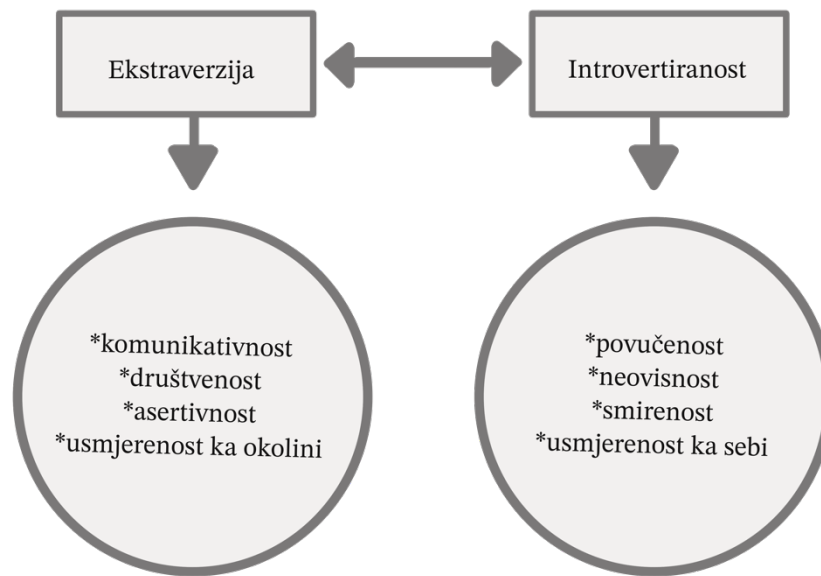 Ekstraverzija
Introvertiranost
*komunikativnost
*društvenost
*asertivnost
*usmjerenost ka okolini
*povučenost
*neovisnost
*smirenost
*usmjerenost ka sebi